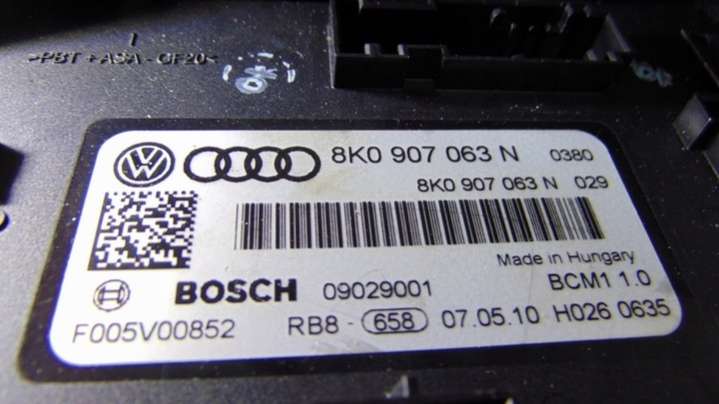 >PBT+ASA-GF20<
8K0 907 063 N 0380
8K0 907 063 N 029
Made in Hungary
BOSCH 09029001 BCM1 1.0
F005V00852 RB8- 658 07.05.10 H026 0635